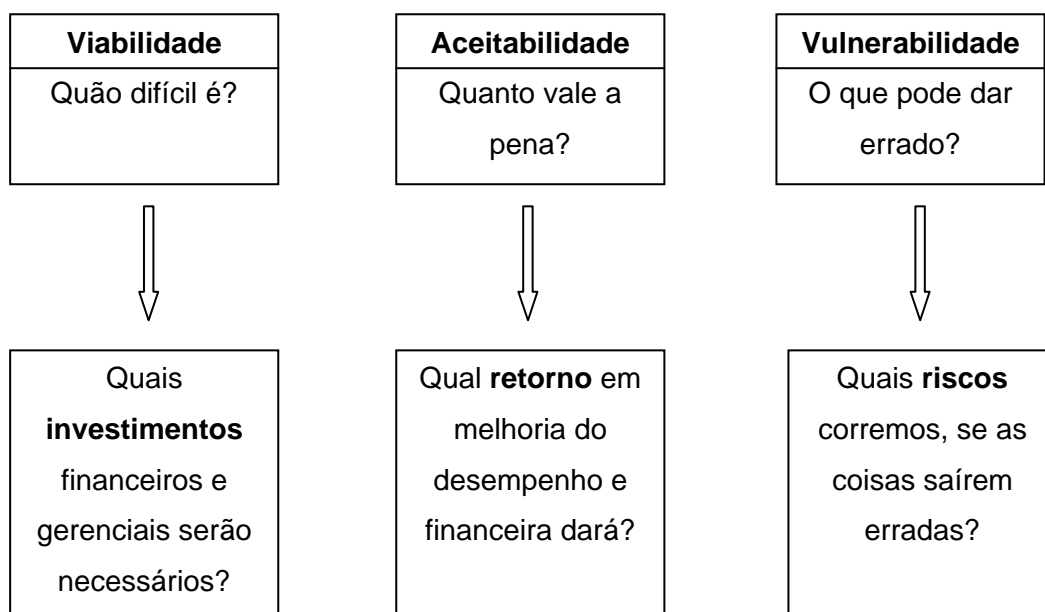 Viabilidade
Quão difícil é?
Aceitabilidade
Quanto vale a
pena?
Vulnerabilidade
O que pode dar
errado?
Quais
investimentos
financeiros e
gerenciais serão
necessários?
Qual retorno em
melhoria do
desempenho e
financeira dará?
Quais riscos
corremos, se as
coisas saírem
erradas?